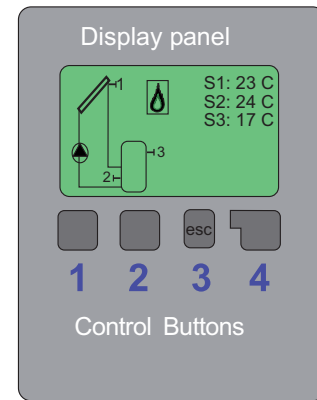 Display panel
1
S1: 23 C
S2: 24 C
S3: 17 C
3
2
esc
1 2 3 4
Control Buttons